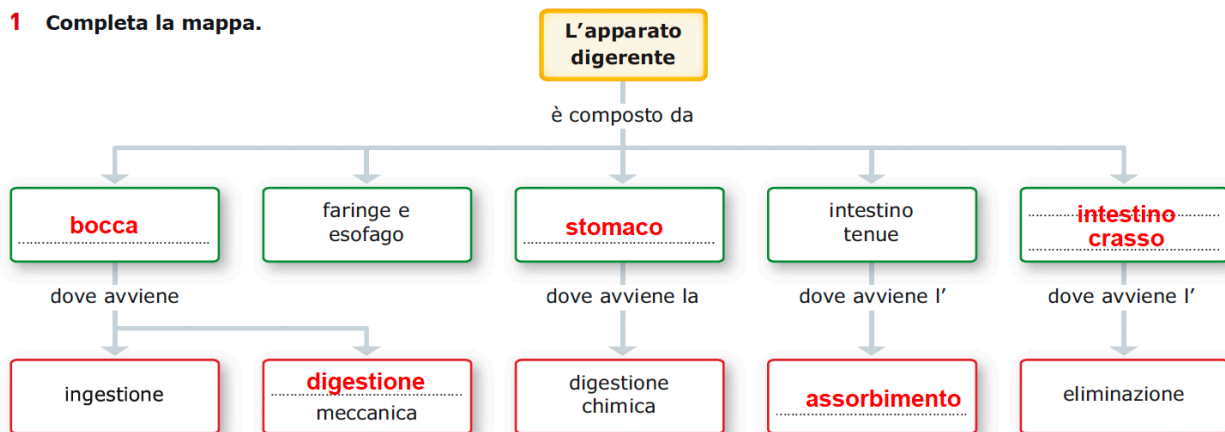 1 Completa la mappa.
L'apparato
digerente
è composto da
bocca
faringe e
esofago
stomaco
intestino
tenue
intestino
crasso
dove avviene
dove avviene la
dove avviene l'
dove avviene l'
ingestione
digestione
meccanica
digestione
chimica
assorbimento
eliminazione